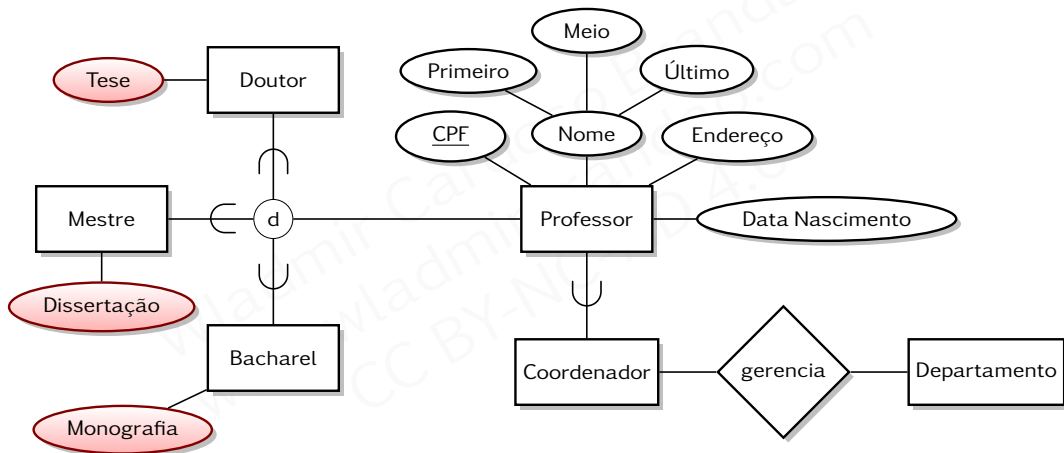 Meio
Primeiro
Último
Tese
Doutor
CPF
Nome
Endereço
Mestre
d
Professor
Data Nascimento
Dissertação
Bacharel
Coordenador
gerencia
Departamento
Monografia